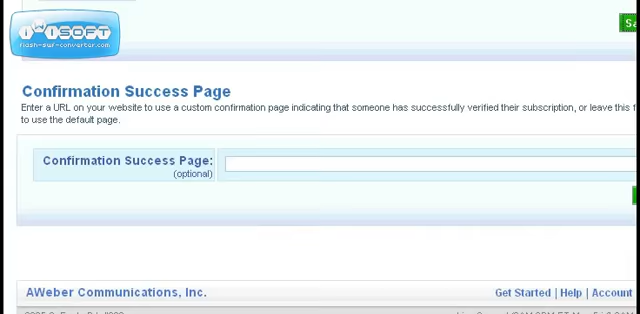 iWiSOFT
flash-swf-converter.com
Sa
Confirmation Success Page
Enter a URL on your website to use a custom confirmation page indicating that someone has successfully verified their subscription, or leave this f
to use the default page.
Confirmation Success Page:
(optional)
AWeber Communications, Inc.
Get Started | Help | Account